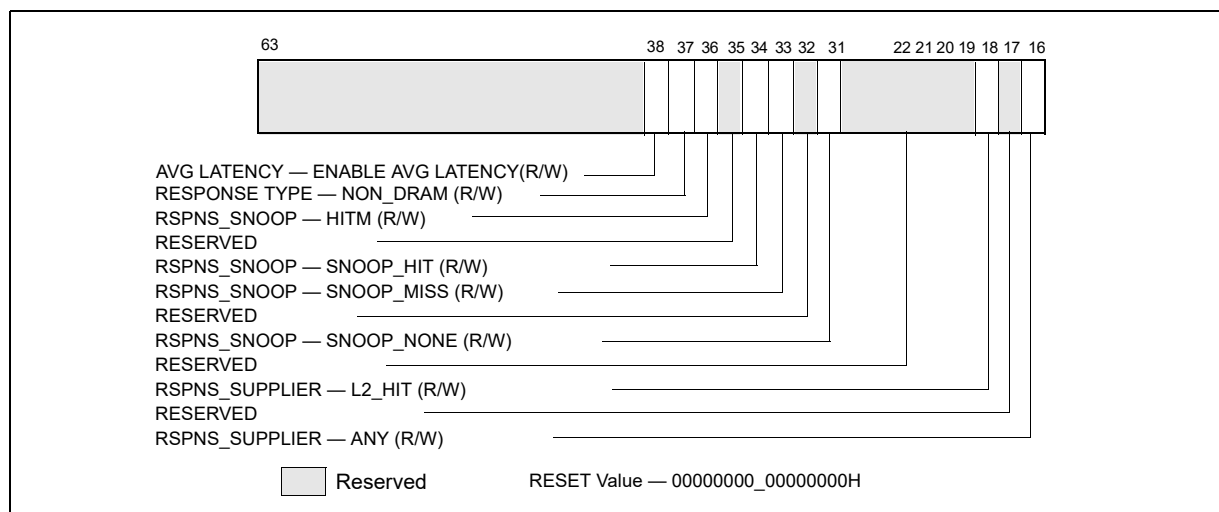 63 38 37 36 35 34 33 32 31 22 21 20 19 18 17 16
AVG LATENCY — ENABLE AVG LATENCY(R/W)
RESPONSE TYPE — NON_DRAM (R/W)
RSPNS_SNOOP — HITM (R/W)
RESERVED
RSPNS_SNOOP — SNOOP_HIT (R/W)
RSPNS_SNOOP — SNOOP_MISS (R/W)
RESERVED
RSPNS_SNOOP — SNOOP_NONE (R/W)
RESERVED
RSPNS_SUPPLIER — L2_HIT (R/W)
RESERVED
RSPNS_SUPPLIER — ANY (R/W)
Reserved RESET Value — 00000000_00000000H